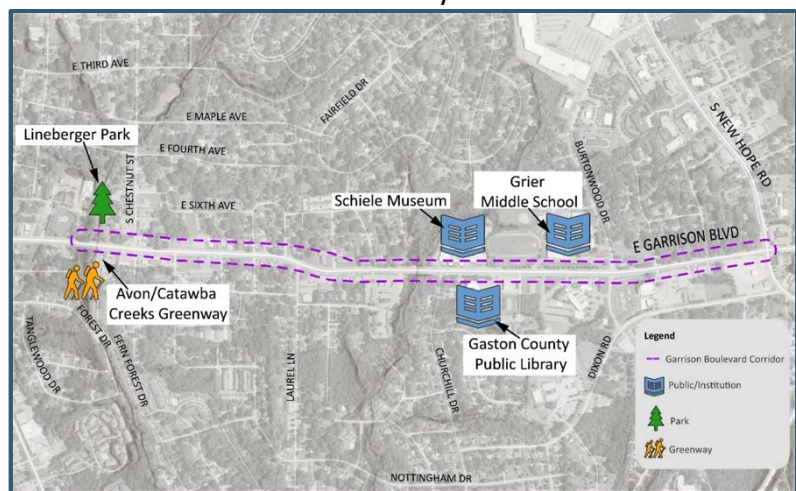 E THIRD AVE
E MAPLE AVE
FAIRFIELD DR
Lineberger Park
E FOURTH AVE
S CHESTNUT ST
BURTONWOOD DR
S NEW HOPE RD
E SIXTH AVE
Schiele Museum
Grier
Middle School
E GARRISON BLVD
Avon/Catawba
Creeks Greenway
Gaston County
Public Library
TANGLEWOOD DR
FOREST DR
FERN FOREST DR
LAUREL LN
CHURCHILL DR
DIXON RD
NOTTINGHAM DR
Legend
Garrison Boulevard Corridor
Public/Institution
Park
Greenway